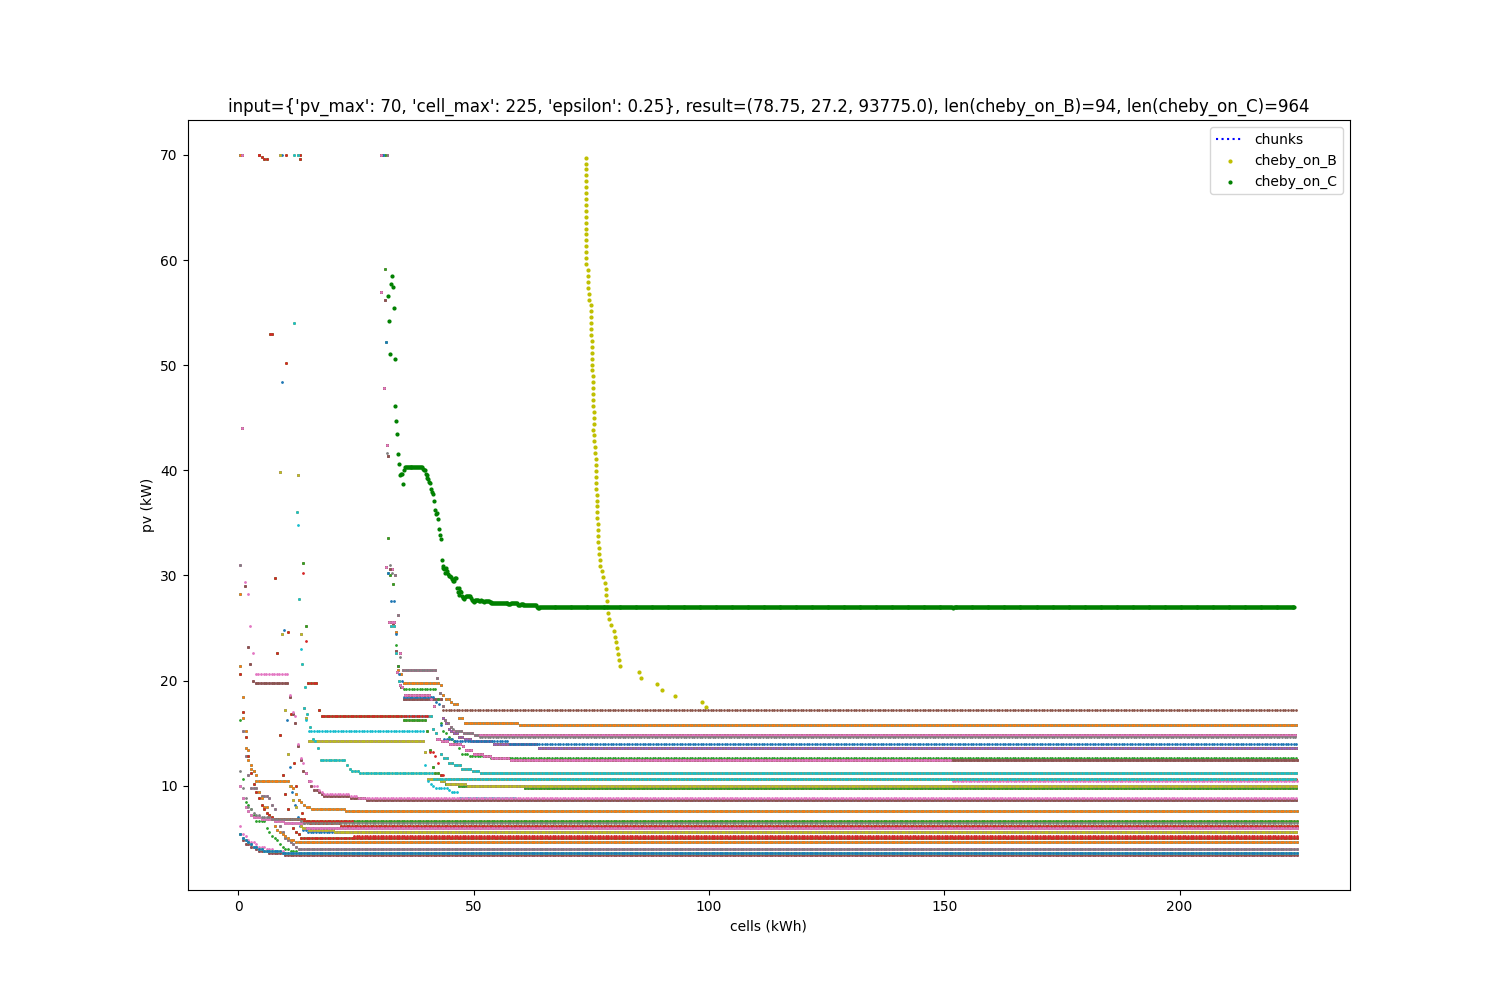 input={'pv_max': 70, 'cell_max': 225, 'epsilon': 0.25}, result=(78.75, 27.2, 93775.0), len(cheby_on_B)=94, len(cheby_on_C)=964
chunks
cheby_on_B
cheby_on_C
70
60
50
40
30
20
10
pv (kW)
0
50
100
150
200
cells (kWh)